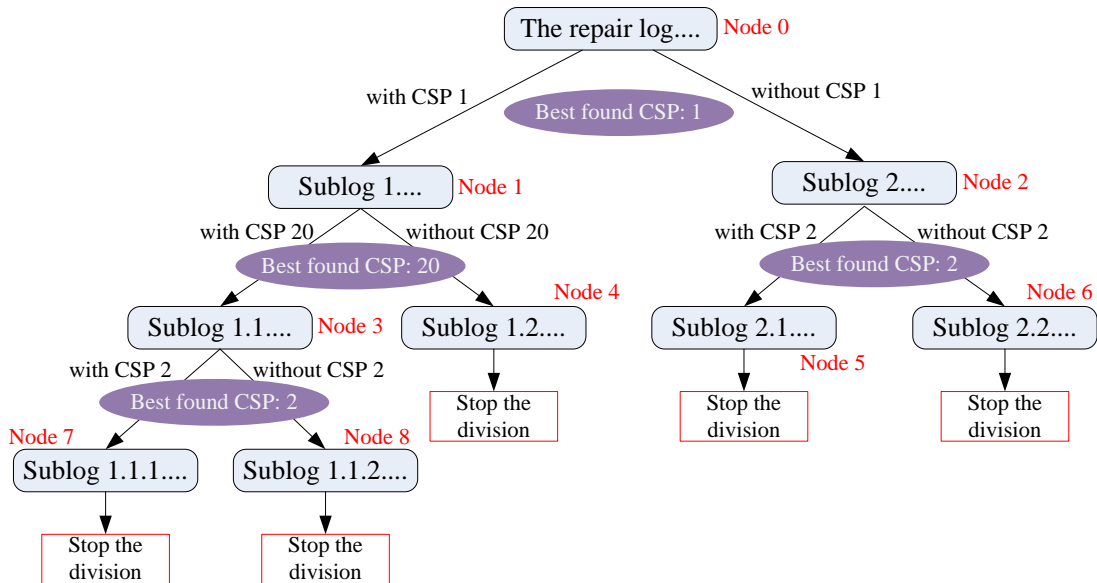 The repair log....
Node 0
with CSP 1
without CSP 1
Best found CSP: 1
Sublog 1....
Node 1
Sublog 2....
Node 2
with CSP 20
without CSP 20
with CSP 2
without CSP 2
Best found CSP: 20
Best found CSP: 2
Node 4
Node 6
Sublog 1.1....
Node 3
Sublog 1.2....
Sublog 2.1....
Sublog 2.2....
Node 5
with CSP 2
without CSP 2
Best found CSP: 2
Stop the
division
Stop the
division
Stop the
division
Node 7
Node 8
Sublog 1.1.1....
Sublog 1.1.2....
Stop the
division
Stop the
division